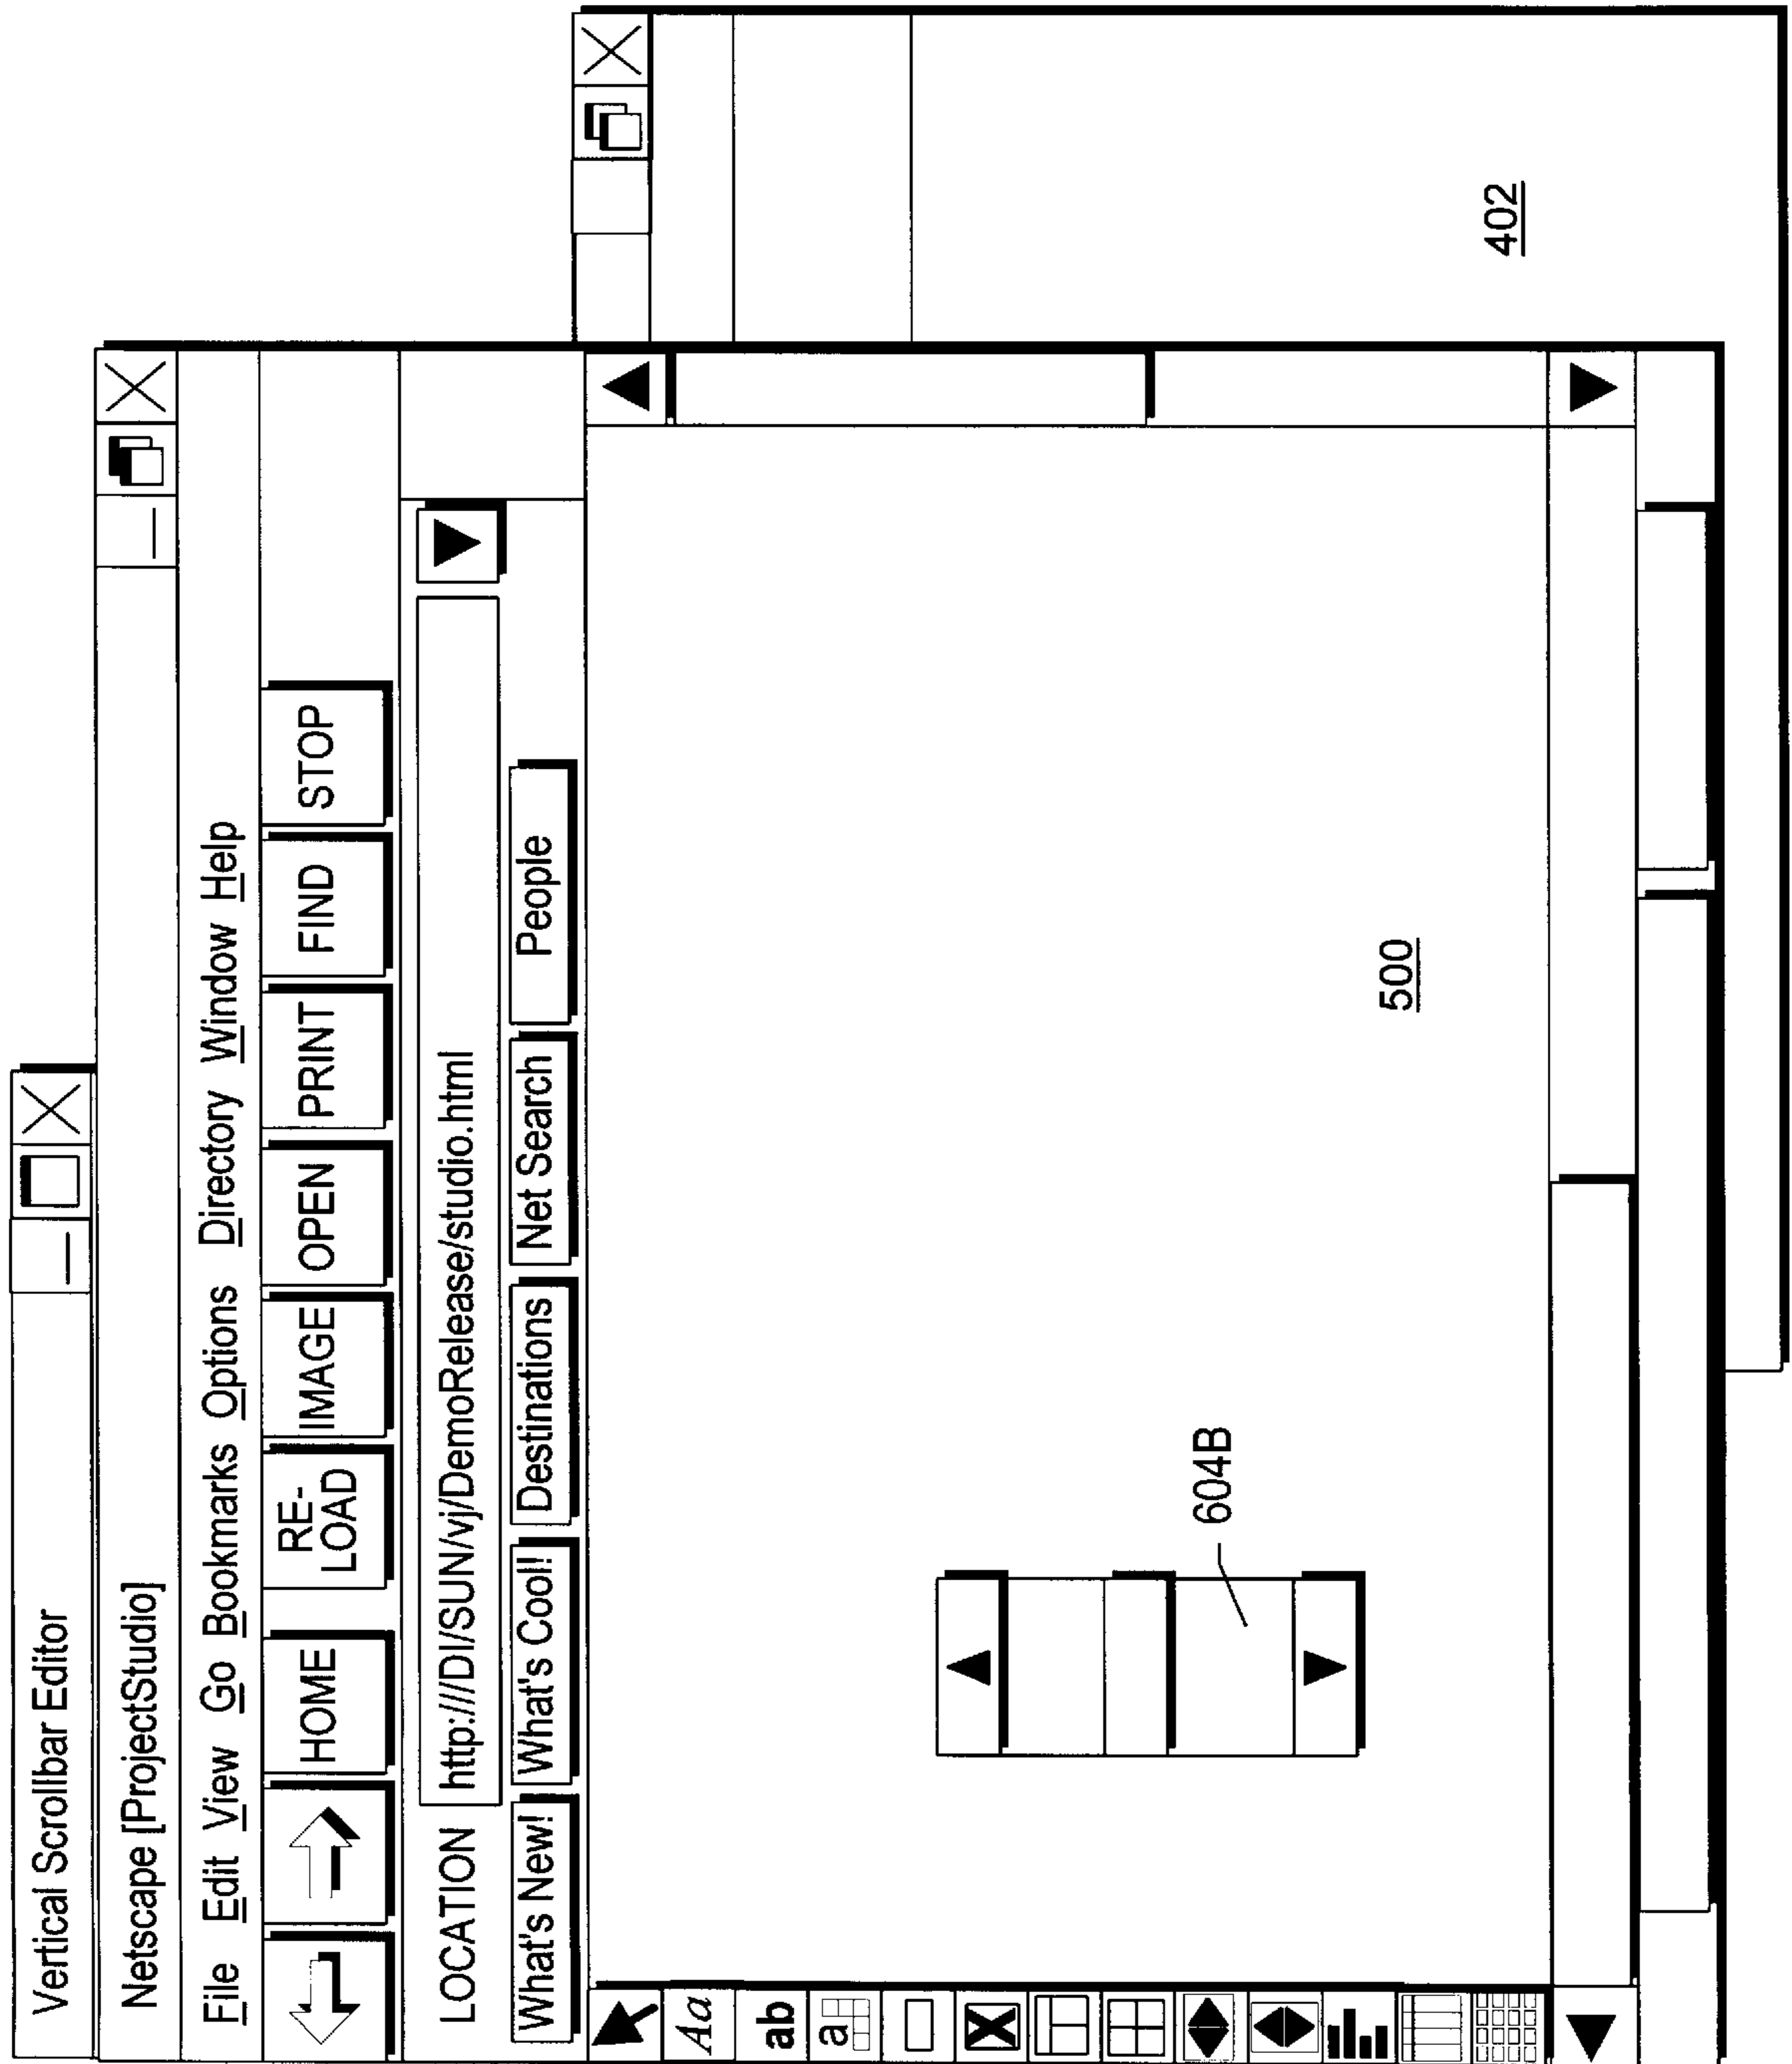 Vertical Scrollbar Editor
Netscape [ProjectStudio]
File Edit View Go Bookmarks Options Directory Window Help
HOME
RE-
LOAD
IMAGE
OPEN
PRINT
FIND
STOP
LOCATION
http:///DI/SUN/vj/DemoRelease/studio.html
What's New!
What's Cool!
Destinations
Net Search
People
Aa
ab
a
604B
500
402